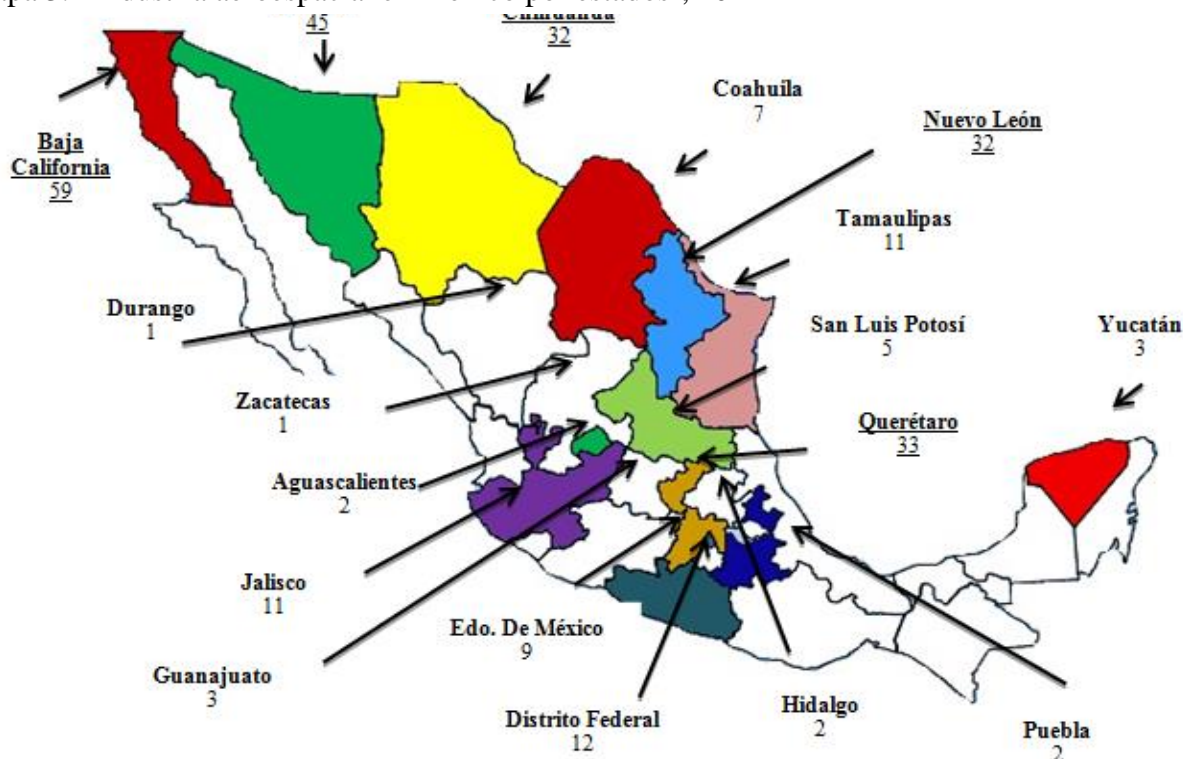 45
Chihuahua
32
Coahuila
7
Nuevo León
32
Baja
California
59
Tamaulipas
11
Durango
1
San Luis Potosí
5
Yucatán
3
Zacatecas
1
Querétaro
33
Aguascalientes
2
Jalisco
11
Edo. De México
9
Guanajuato
3
Distrito Federal
12
Hidalgo
2
Puebla
2